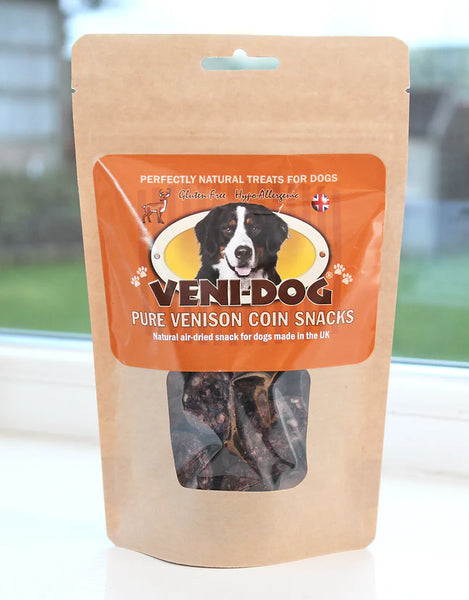 PERFECTLY NATURAL TREATS FOR DOGS
Gluten Free Hypo Allergenic
VENI-DOG®
PURE VENISON COIN SNACKS
Natural air-dried snack for dogs made in the UK